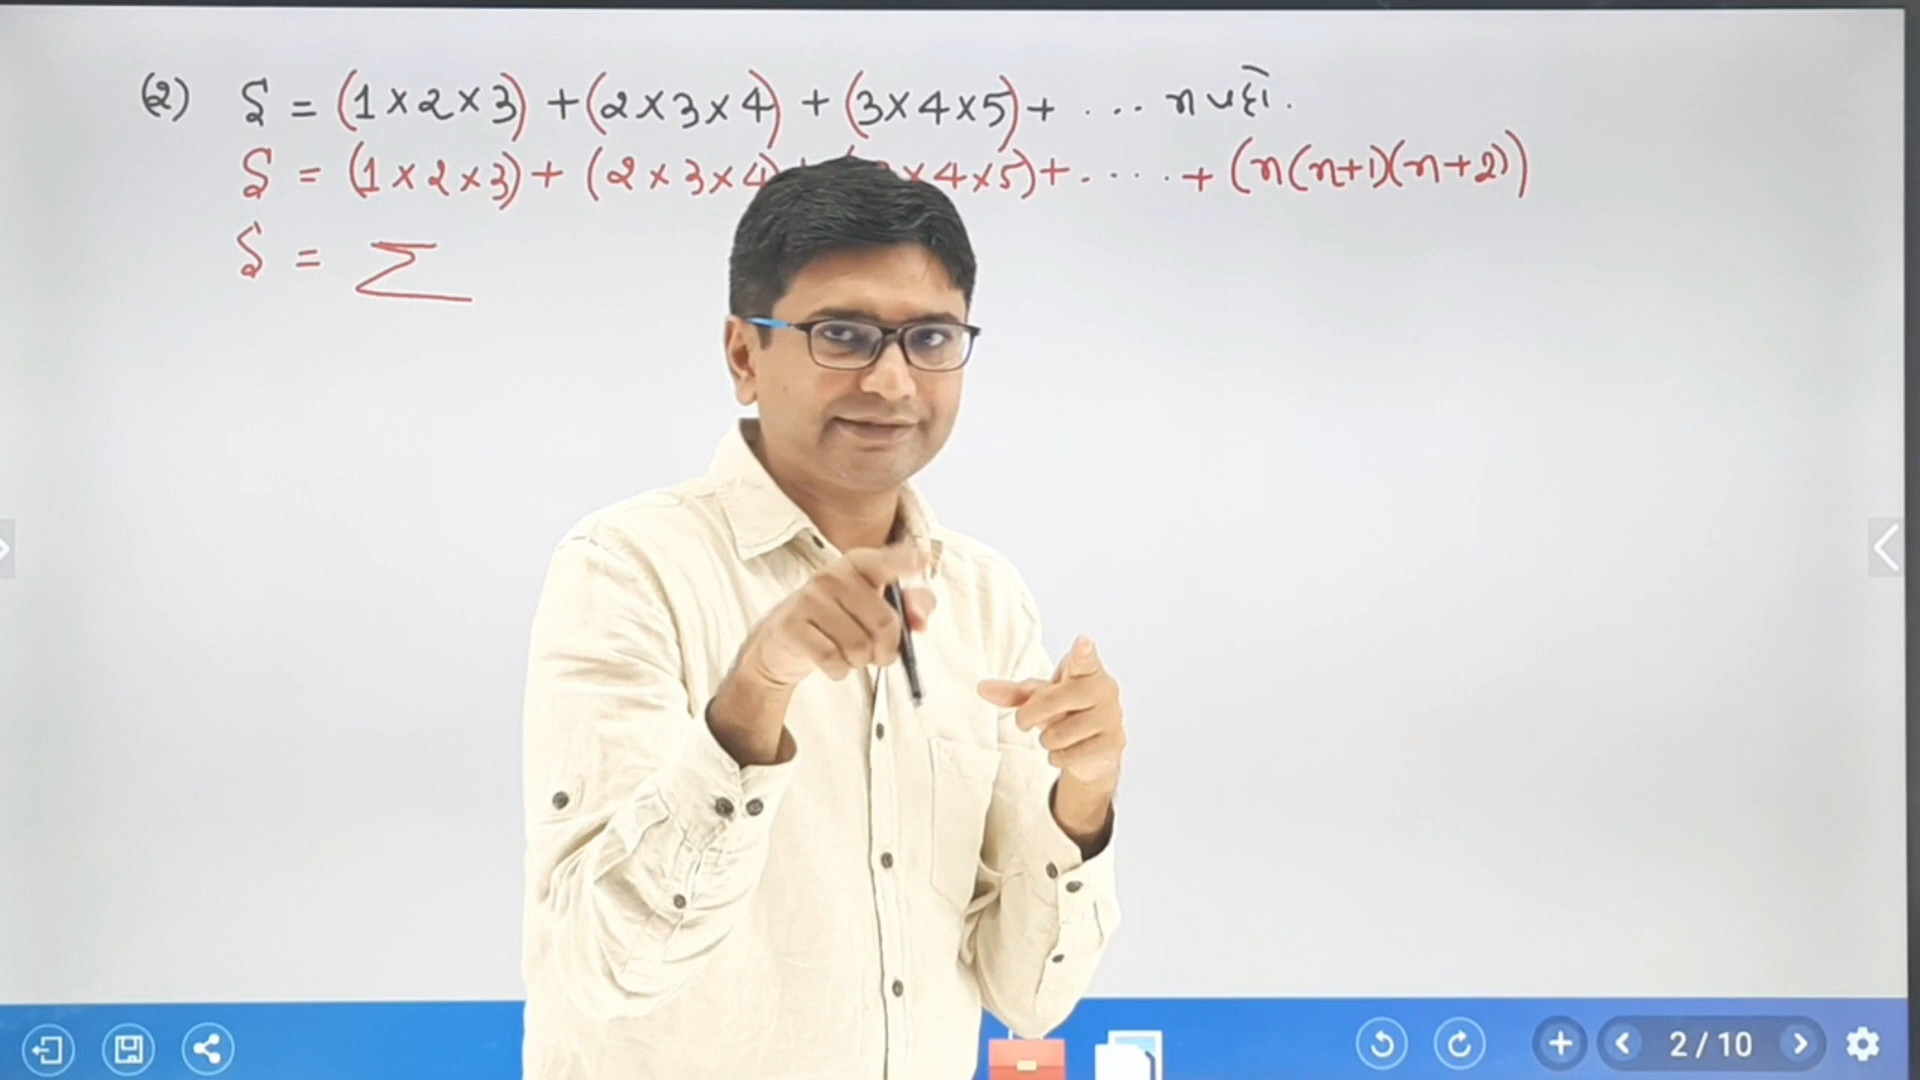 (2) S = (1×2×3) + (2×3×4) + (3×4×5) + ... n પદો.
S = (1×2×3) + (2×3×4) ×4×5) + ..... + (n(n+1)(n+2))
S = Σ
2/10